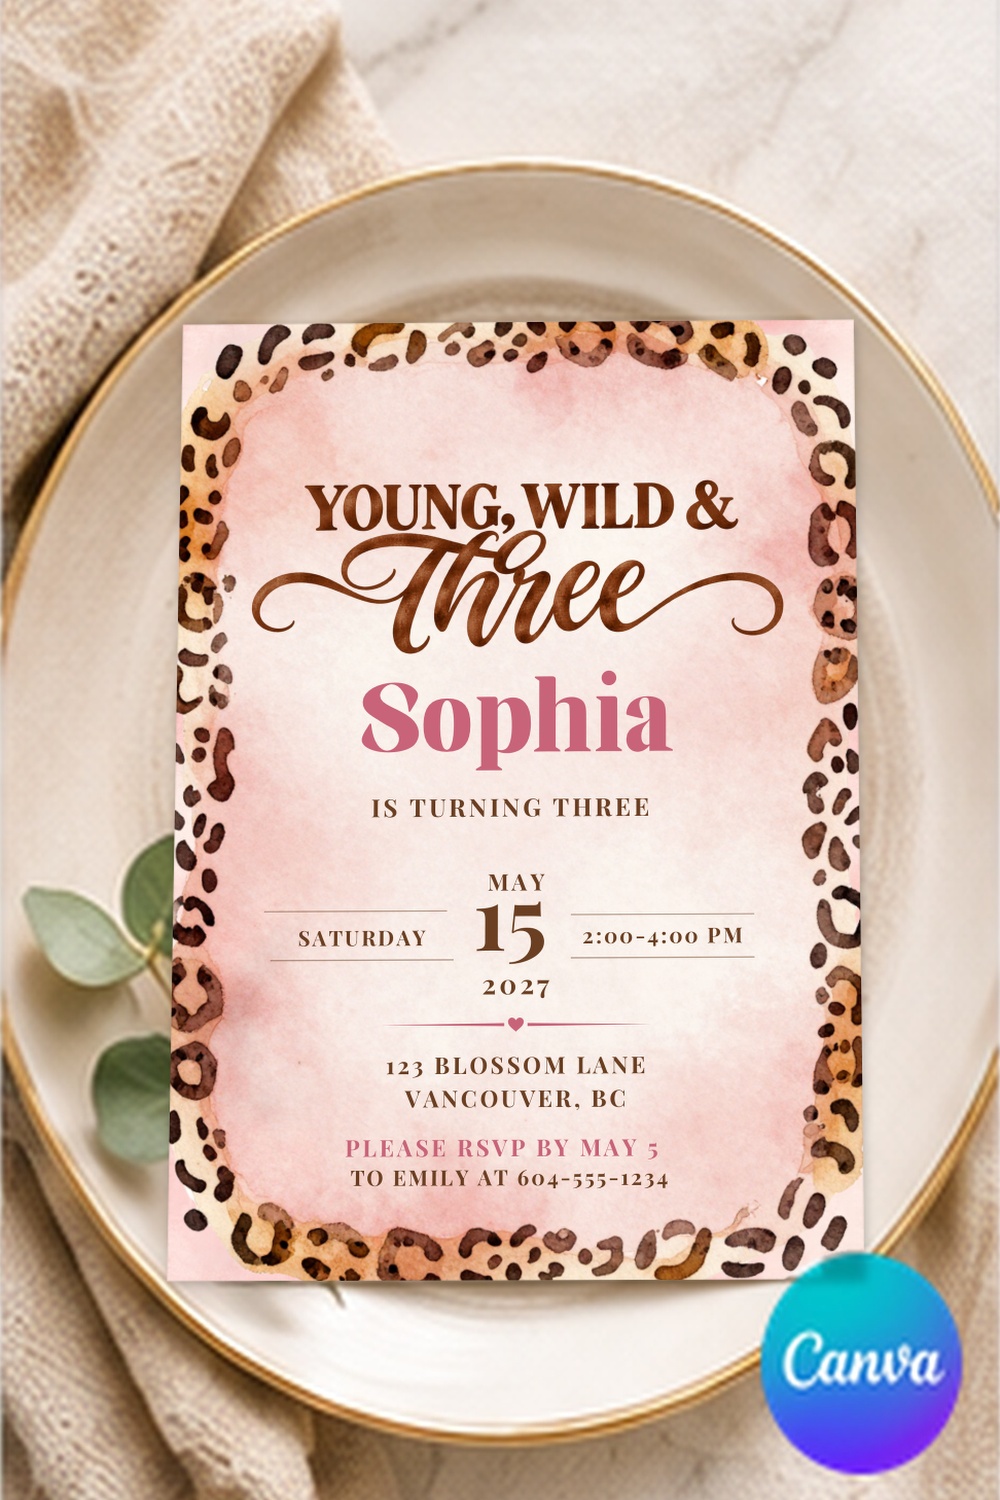 YOUNG, WILD &
Three
Sophia
IS TURNING THREE
MAY
SATURDAY
15
2:00-4:00 PM
2027
123 BLOSSOM LANE
VANCOUVER, BC
PLEASE RSVP BY MAY 5
TO EMILY AT 604-555-1234
Canva